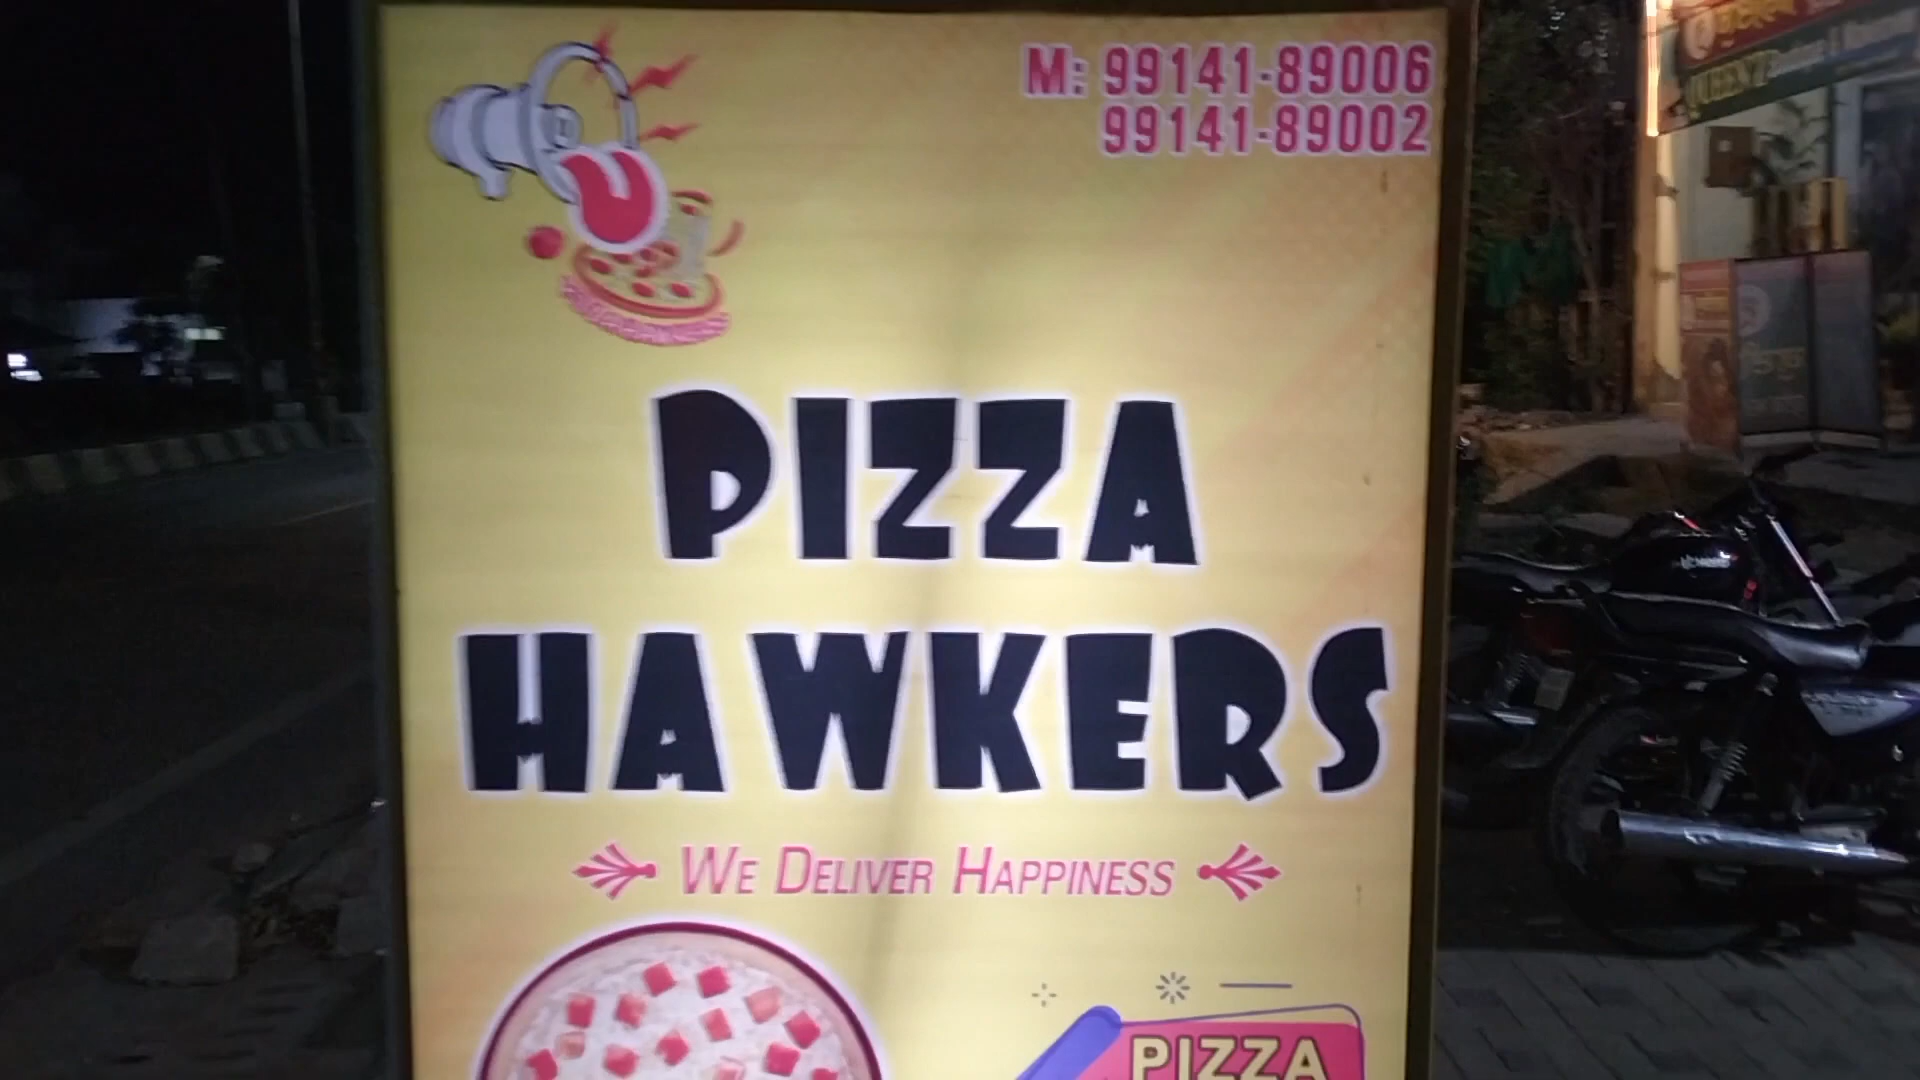 M: 99141-89006
99141-89002
PIZZA
HAWKERS
WE DELIVER HAPPINESS
PIZZA